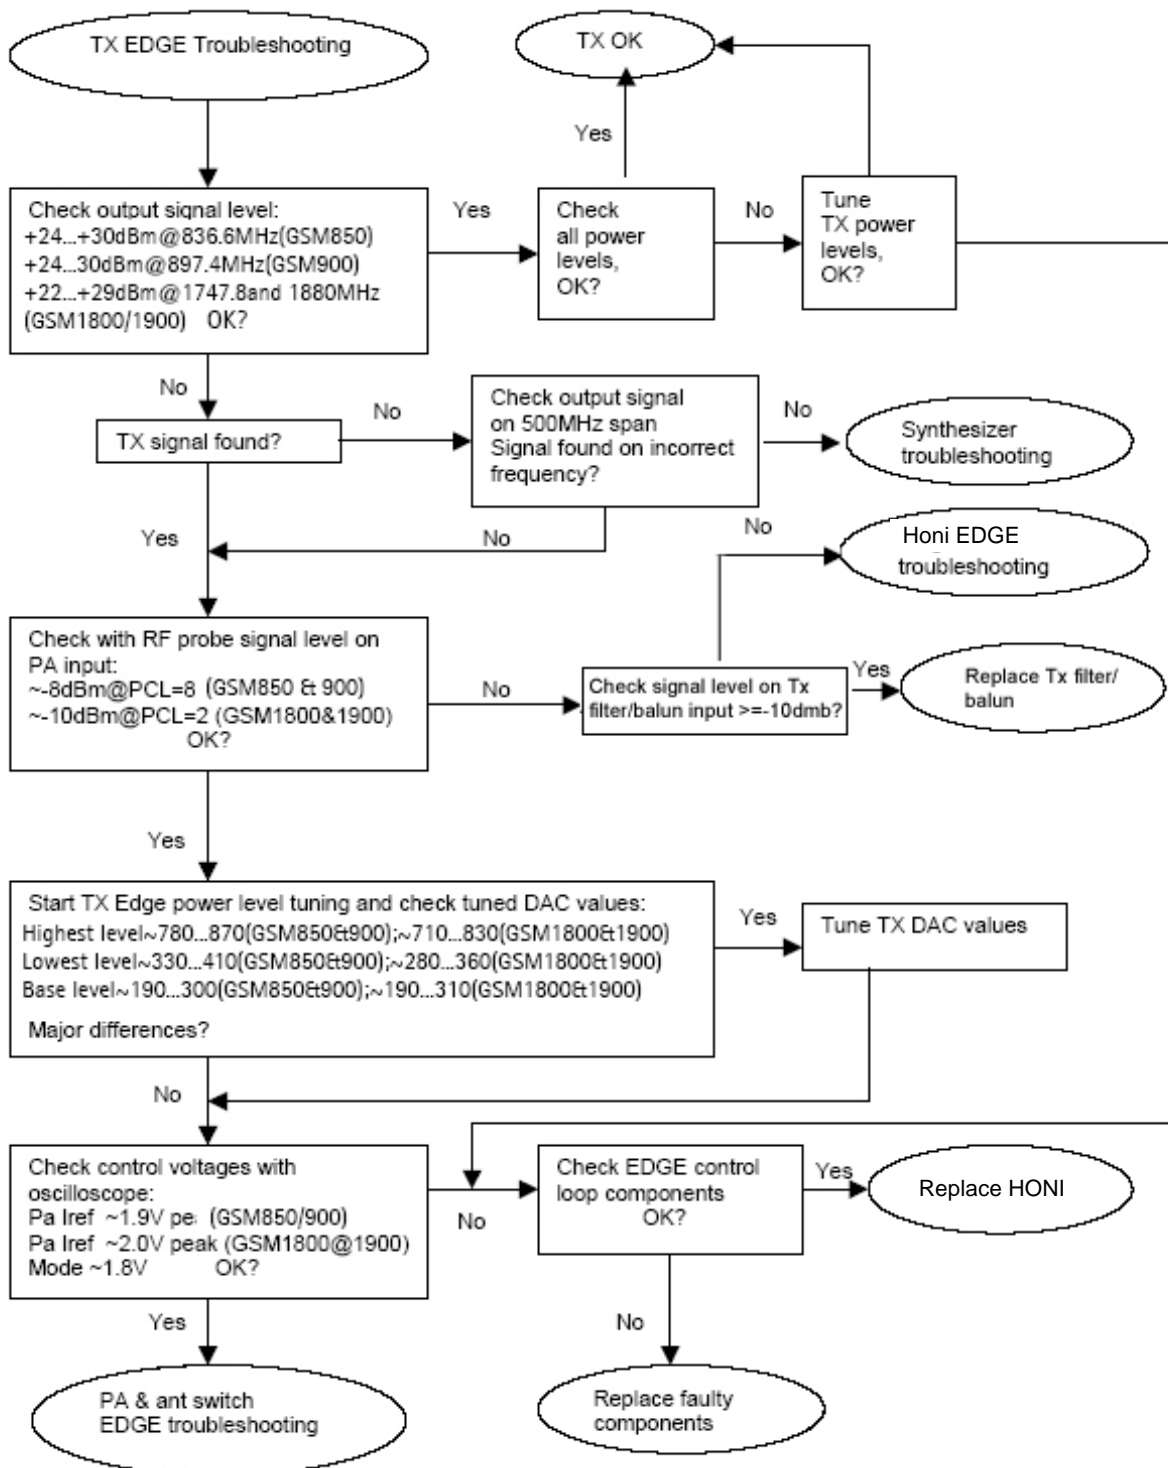 TX EDGE Troubleshooting
TX OK
Yes
Check output signal level:
+24...+30dBm@836.6MHz(GSM850)
+24...30dBm@897.4MHz(GSM900)
+22...+29dBm@1747.8and 1880MHz
(GSM1800/1900) OK?
Yes
Check
all power
levels,
OK?
No
Tune
TX power
levels,
OK?
No
TX signal found?
No
Check output signal
on 500MHz span
Signal found on incorrect
frequency?
No
Synthesizer
troubleshooting
Yes
No
No
Honi EDGE
troubleshooting
Check with RF probe signal level on
PA input:
~-8dBm@PCL=8 (GSM850 & 900)
~-10dBm@PCL=2 (GSM1800&1900)
OK?
No
Check signal level on Tx
filter/balun input >=-10dmb?
Yes
Replace Tx filter/
balun
Yes
Start TX Edge power level tuning and check tuned DAC values:
Highest level~780...870(GSM850&900);~710...830(GSM1800&1900)
Lowest level~330...410(GSM850&900);~280...360(GSM1800&1900)
Base level~190...300(GSM850&900);~190...310(GSM1800&1900)
Major differences?
Yes
Tune TX DAC values
No
Check control voltages with
oscilloscope:
Pa Iref ~1.9V pea (GSM850/900)
Pa Iref ~2.0V peak (GSM1800@1900)
Mode ~1.8V OK?
No
Check EDGE control
loop components
OK?
Yes
Replace HONI
Yes
No
PA & ant switch
EDGE troubleshooting
Replace faulty
components